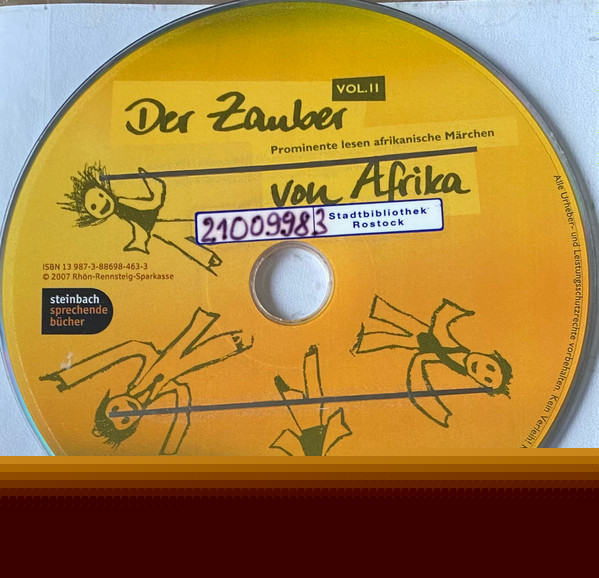 VOL.II
Der Zauber
Prominente lesen afrikanische Märchen
von Afrika
21009983 Stadtbibliothek
Rostock
ISBN 13 987-3-88698-463-3
© 2007 Rhön-Rennsteig-Sparkasse
steinbach
sprechende
bücher
Alle Urheber- und Leistungsschutzrechte vorbehalten. Kein Verleih!